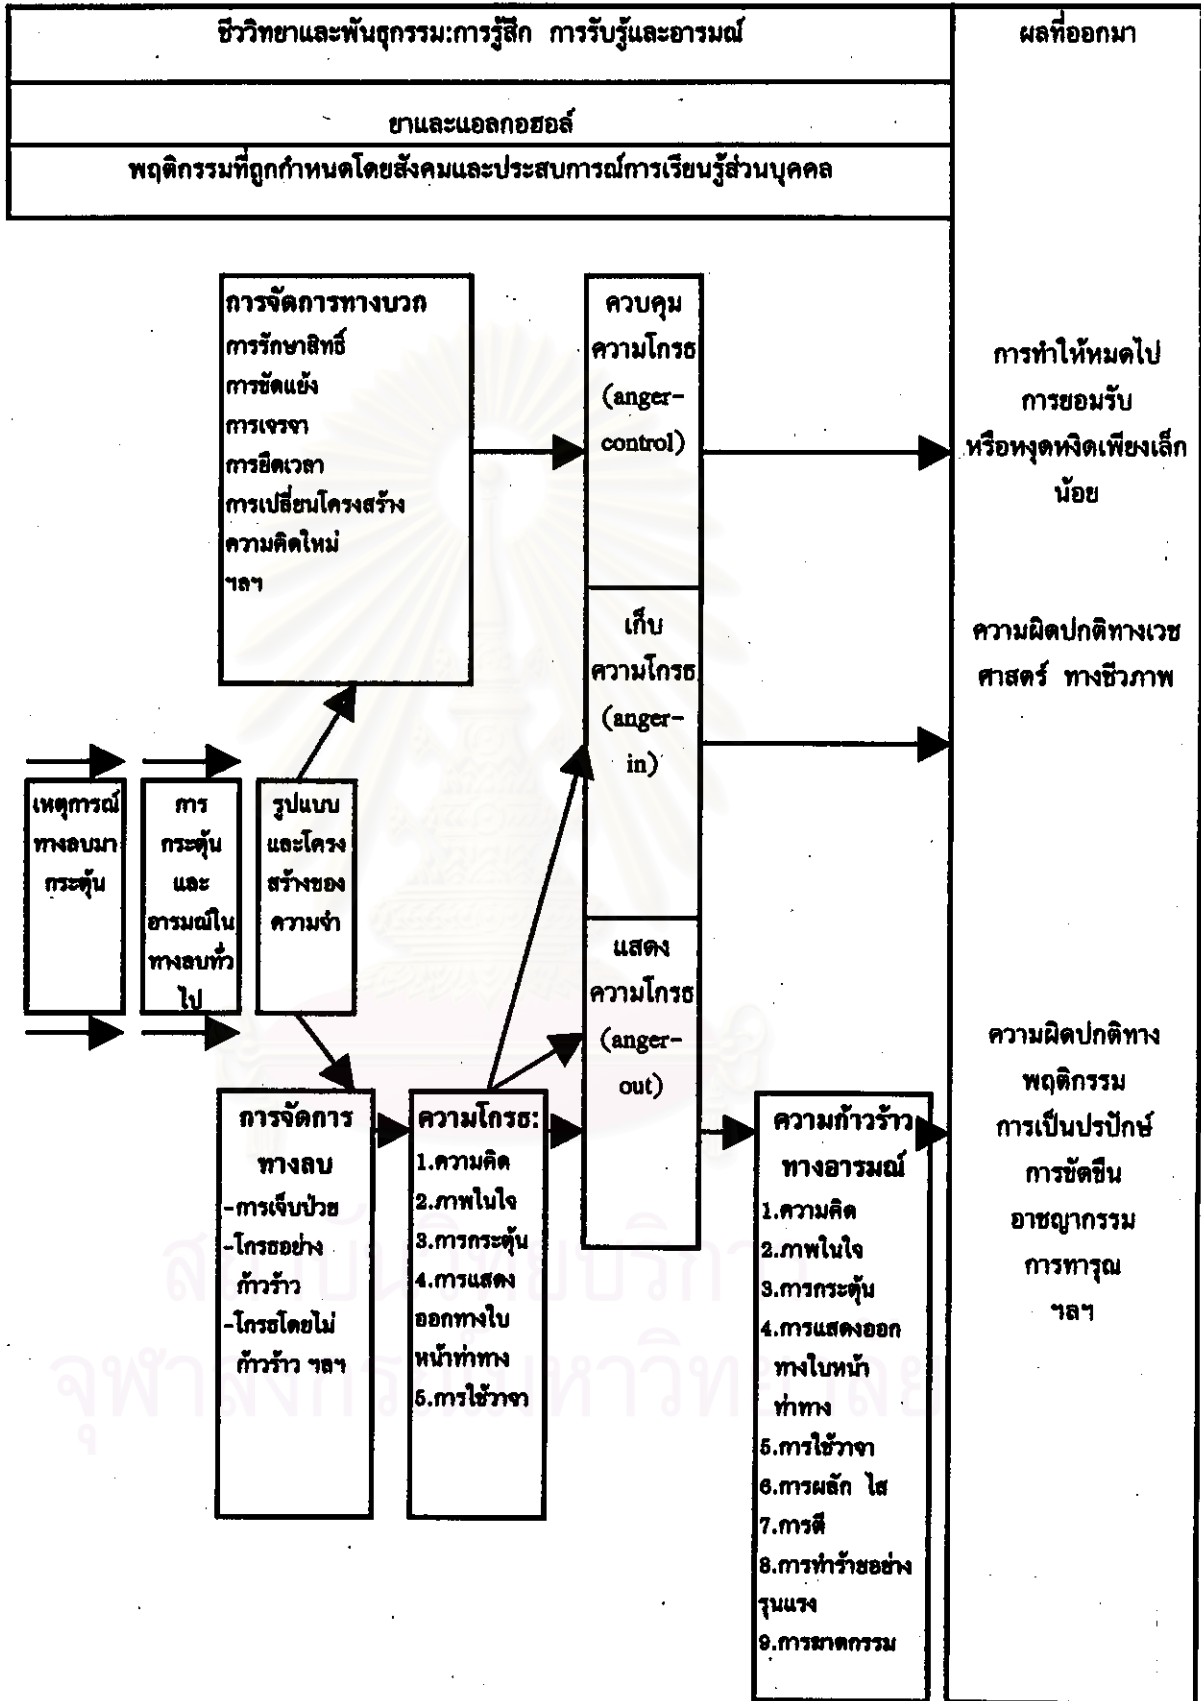 ชีววิทยาและพันธุกรรม:การรู้สึก การรับรู้และอารมณ์
ผลที่ออกมา
ยาและแอลกอฮอล์
พฤติกรรมที่ถูกกำหนดโดยสังคมและประสบการณ์การเรียนรู้ส่วนบุคคล
การจัดการทางบวก
การรักษาสิทธิ์
การขัดแย้ง
การเจรจา
การยืดเวลา
การเปลี่ยนโครงสร้าง
ความคิดใหม่
ฯลฯ
ควบคุม
ความโกรธ
(anger-
control)
การทำให้หมดไป
การยอมรับ
หรือหงุดหงิดเพียงเล็ก
น้อย
เก็บ
ความโกรธ
(anger-
in)
ความผิดปกติทางเวช
ศาสตร์ ทางชีวภาพ
เหตุการณ์
ทางลบมา
กระตุ้น
การ
กระตุ้น
และ
อารมณ์ใน
ทางลบทั่ว
ไป
รูปแบบ
และโครง
สร้างของ
ความจำ
แสดง
ความโกรธ
(anger-
out)
การจัดการ
ทางลบ
-การเจ็บป่วย
-โกรธอย่าง
ก้าวร้าว
-โกรธโดยไม่
ก้าวร้าว ฯลฯ
ความโกรธ:
1.ความคิด
2.ภาพในใจ
3.การกระตุ้น
4.การแสดง
ออกทางใบ
หน้าท่าทาง
5.การใช้วาจา
ความก้าวร้าว
ทางอารมณ์
1.ความคิด
2.ภาพในใจ
3.การกระตุ้น
4.การแสดงออก
ทางใบหน้า
ท่าทาง
5.การใช้วาจา
6.การผลัก ไส
7.การตี
8.การทำร้ายอย่าง
รุนแรง
9.การฆาตกรรม
ความผิดปกติทาง
พฤติกรรม
การเป็นปรปักษ์
การขัดขืน
อาชญากรรม
การทารุณ
ฯลฯ
สถาบันวิทยบริการ
จุฬาลงกรณ์มหาวิทยาลัย